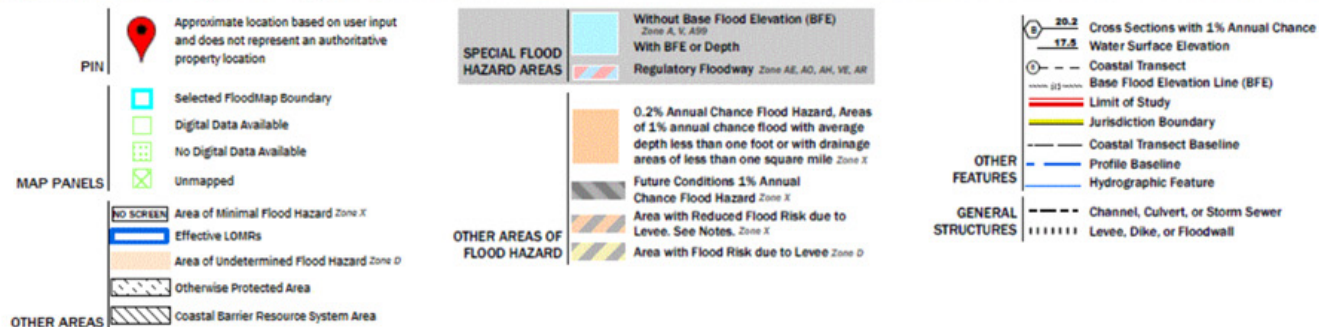 Approximate location based on user input
and does not represent an authoritative
property location
PIN
Selected FloodMap Boundary
Digital Data Available
No Digital Data Available
Unmapped
MAP PANELS
NO SCREEN Area of Minimal Flood Hazard Zone X
Effective LOMRs
Area of Undetermined Flood Hazard Zone D
Otherwise Protected Area
Coastal Barrier Resource System Area
OTHER AREAS
Without Base Flood Elevation (BFE)
Zone A, V, A99
With BFE or Depth
Regulatory Floodway Zone AE, AO, AH, VE, AR
SPECIAL FLOOD
HAZARD AREAS
0.2% Annual Chance Flood Hazard, Areas
of 1% annual chance flood with average
depth less than one foot or with drainage
areas of less than one square mile Zone X
Future Conditions 1% Annual
Chance Flood Hazard Zone X
Area with Reduced Flood Risk due to
Levee. See Notes. Zone X
Area with Flood Risk due to Levee Zone D
OTHER AREAS OF
FLOOD HAZARD
20.2 Cross Sections with 1% Annual Chance
17.5 Water Surface Elevation
Coastal Transect
Base Flood Elevation Line (BFE)
Limit of Study
Jurisdiction Boundary
Coastal Transect Baseline
Profile Baseline
Hydrographic Feature
OTHER
FEATURES
Channel, Culvert, or Storm Sewer
Levee, Dike, or Floodwall
GENERAL
STRUCTURES